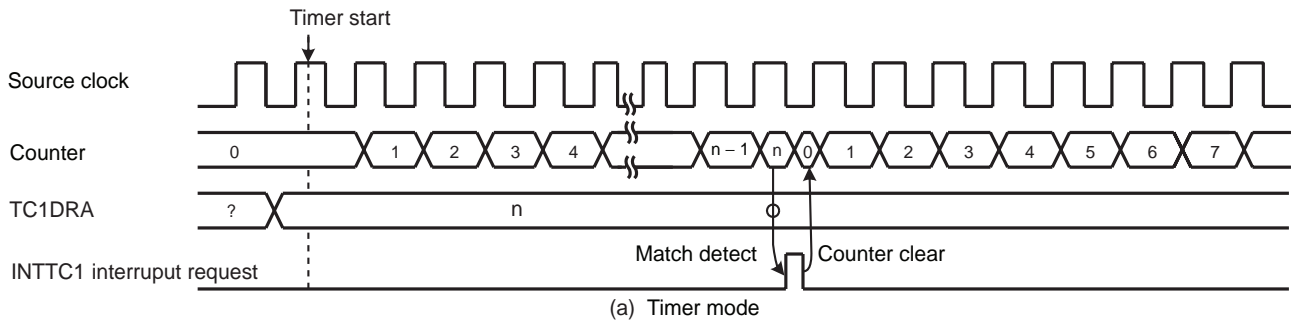 Timer start
Source clock
Counter 0 1 2 3 4 n – 1 n 0 1 2 3 4 5 6 7
TC1DRA ? n
Match detect Counter clear
INTTC1 interruput request
(a) Timer mode